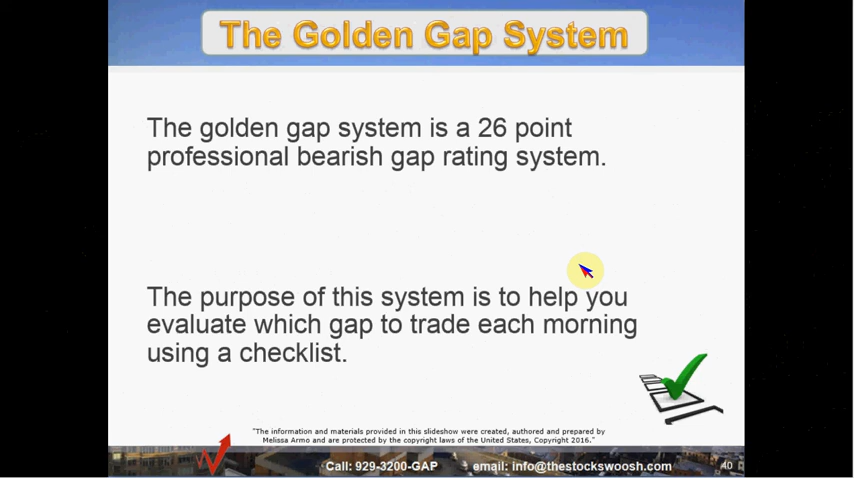 The Golden Gap System
The golden gap system is a 26 point
professional bearish gap rating system.
The purpose of this system is to help you
evaluate which gap to trade each morning
using a checklist.
"The information and materials provided in this slideshow were created, authored and prepared by
Melissa Armo and are protected by the copyright laws of the United States, Copyright 2016."
Call: 929-3200-GAP email: info@thestockswoosh.com 40